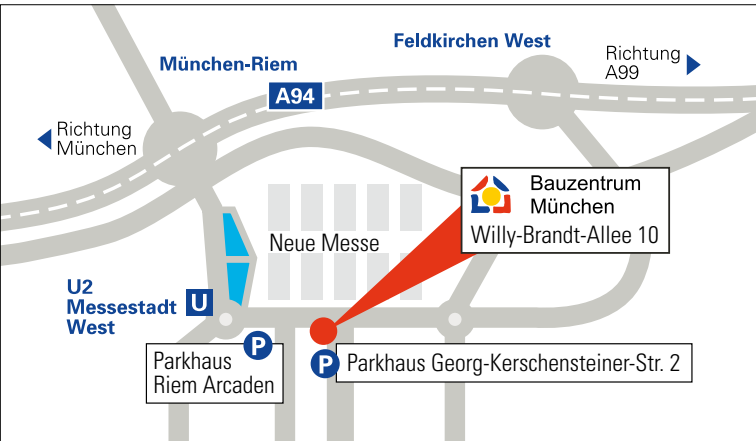 Feldkirchen West
München-Riem
Richtung
A99
A94
Richtung
München
Bauzentrum
München
Willy-Brandt-Allee 10
Neue Messe
U2
Messestadt
West
U
P
Parkhaus
Riem Arcaden
P
Parkhaus Georg-Kerschensteiner-Str. 2